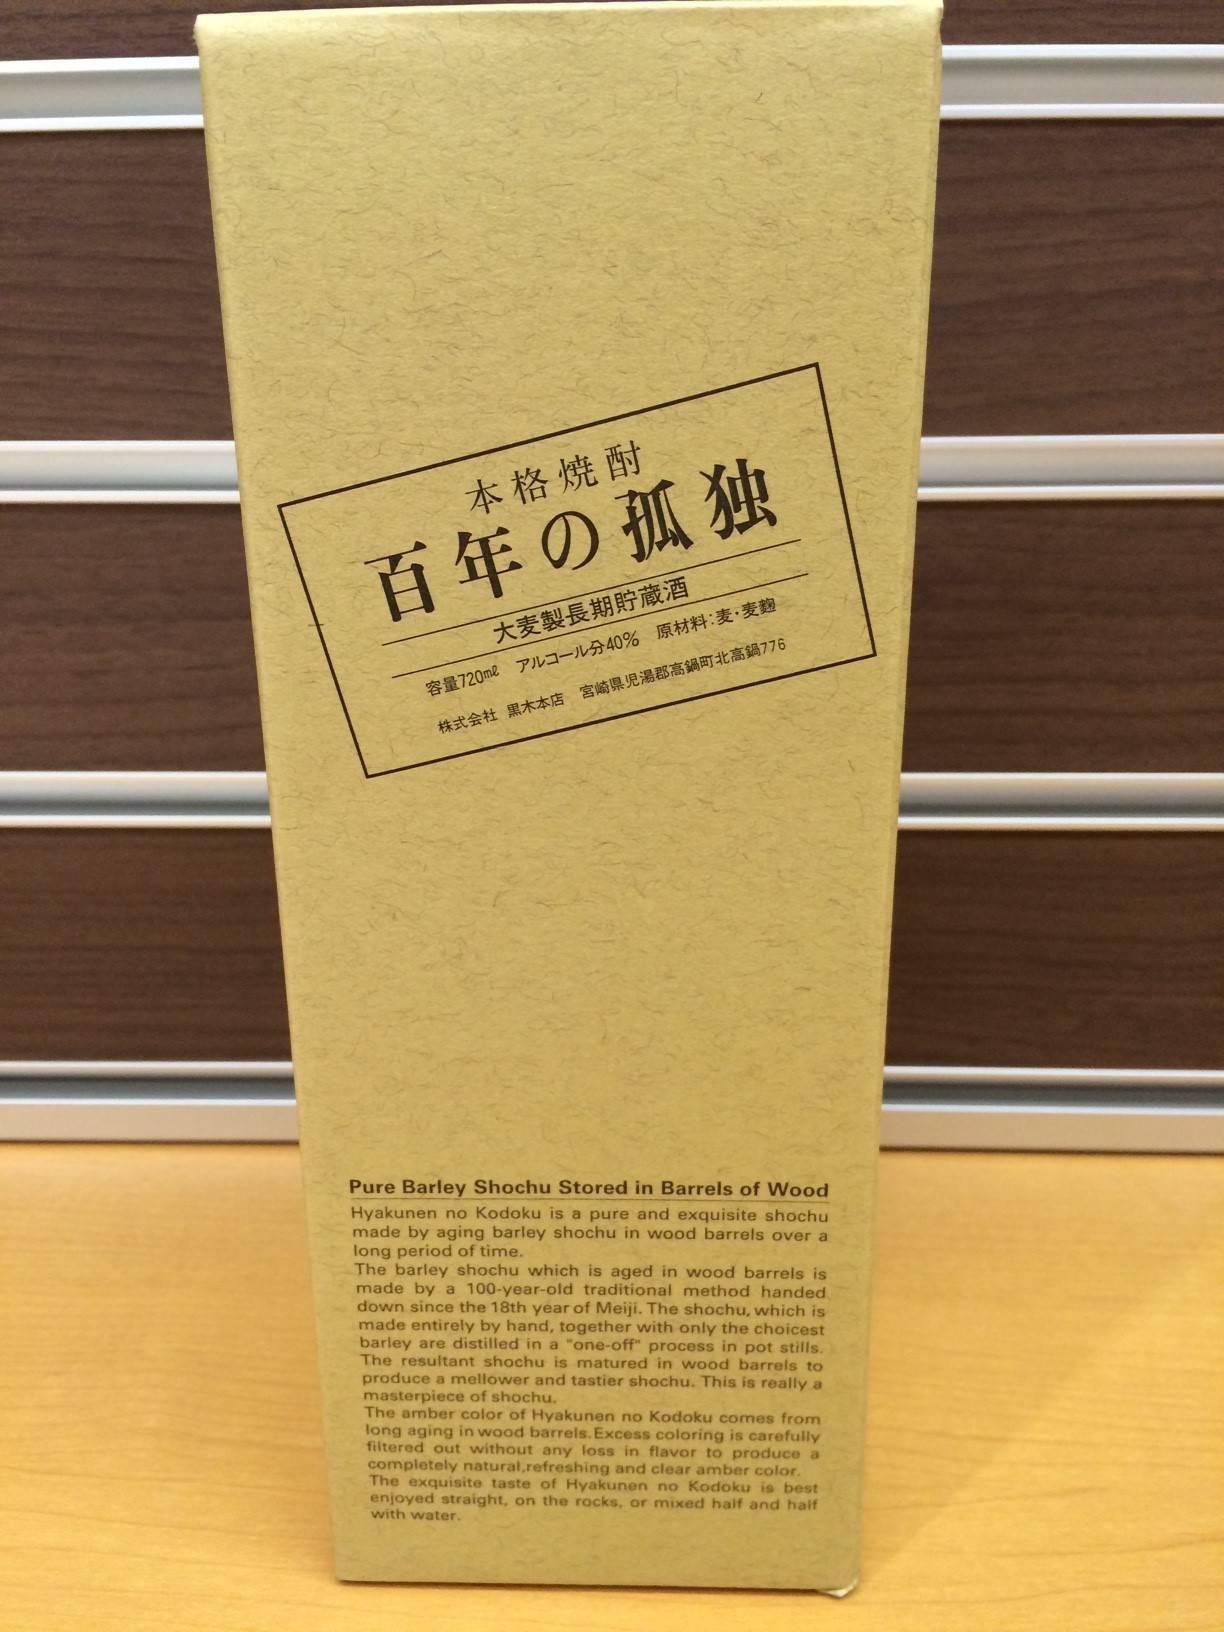 本格焼酎
百年の孤独
大麦製長期貯蔵酒
容量720㎖ アルコール分40% 原材料：麦・麦麴
株式会社 黒木本店 宮崎県児湯郡高鍋町北高鍋776
Pure Barley Shochu Stored in Barrels of Wood
Hyakunen no Kodoku is a pure and exquisite shochu
made by aging barley shochu in wood barrels over a
long period of time.
The barley shochu which is aged in wood barrels is
made by a 100-year-old traditional method handed
down since the 18th year of Meiji. The shochu, which is
made entirely by hand, together with only the choicest
barley are distilled in a "one-off" process in pot stills.
The resultant shochu is matured in wood barrels to
produce a mellower and tastier shochu. This is really a
masterpiece of shochu.
The amber color of Hyakunen no Kodoku comes from
long aging in wood barrels. Excess coloring is carefully
filtered out without any loss in flavor to produce a
completely natural, refreshing and clear amber color.
The exquisite taste of Hyakunen no Kodoku is best
enjoyed straight, on the rocks, or mixed half and half
with water.